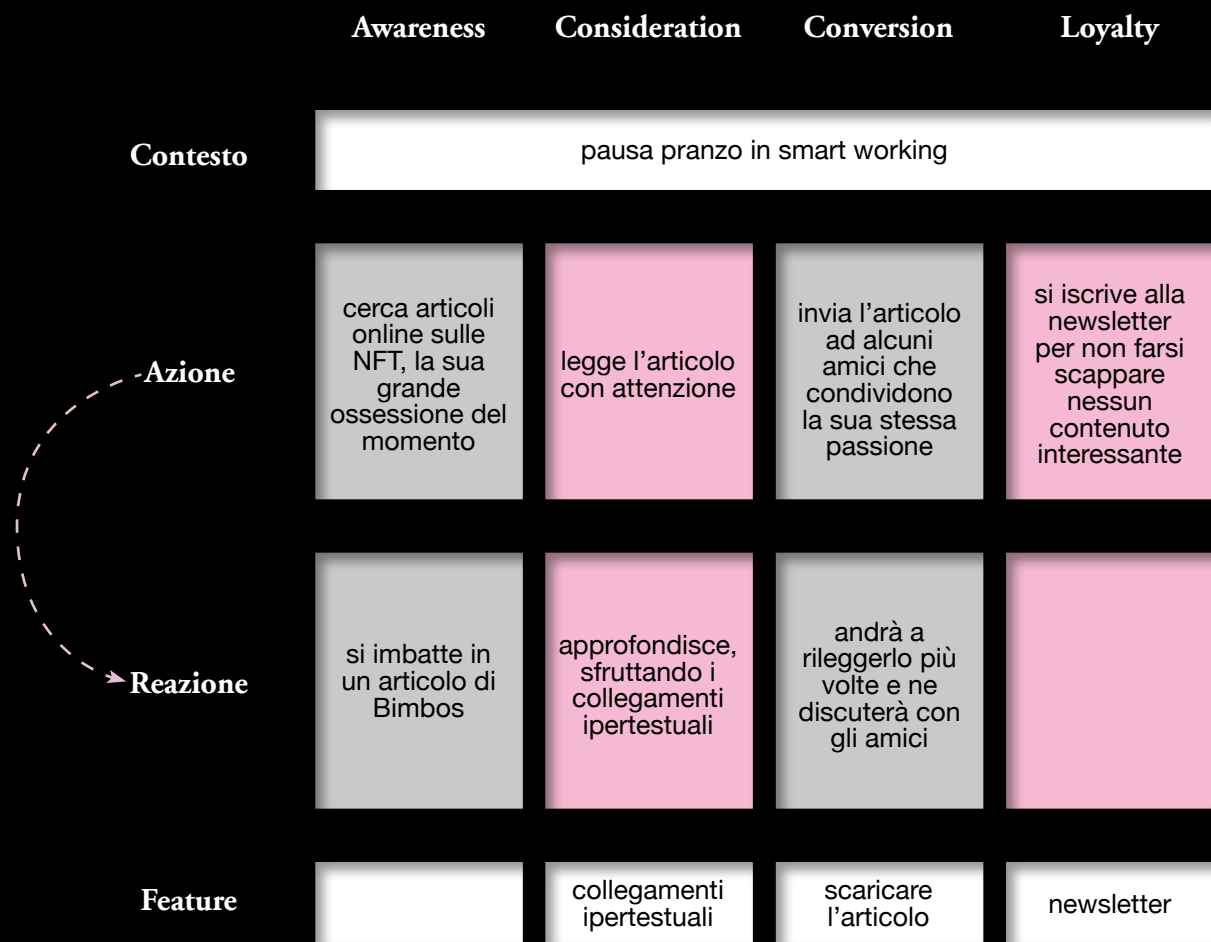 Awareness
Consideration
Conversion
Loyalty
Contesto
pausa pranzo in smart working
Azione
cerca articoli
online sulle
NFT, la sua
grande
ossessione del
momento
legge l’articolo
con attenzione
invia l’articolo
ad alcuni
amici che
condividono
la sua stessa
passione
si iscrive alla
newsletter
per non farsi
scappare
nessun
contenuto
interessante
Reazione
si imbatte in
un articolo di
Bimbos
approfondisce,
sfruttando i
collegamenti
ipertestuali
andrà a
rileggerlo più
volte e ne
discuterà con
gli amici
Feature
collegamenti
ipertestuali
scaricare
l’articolo
newsletter